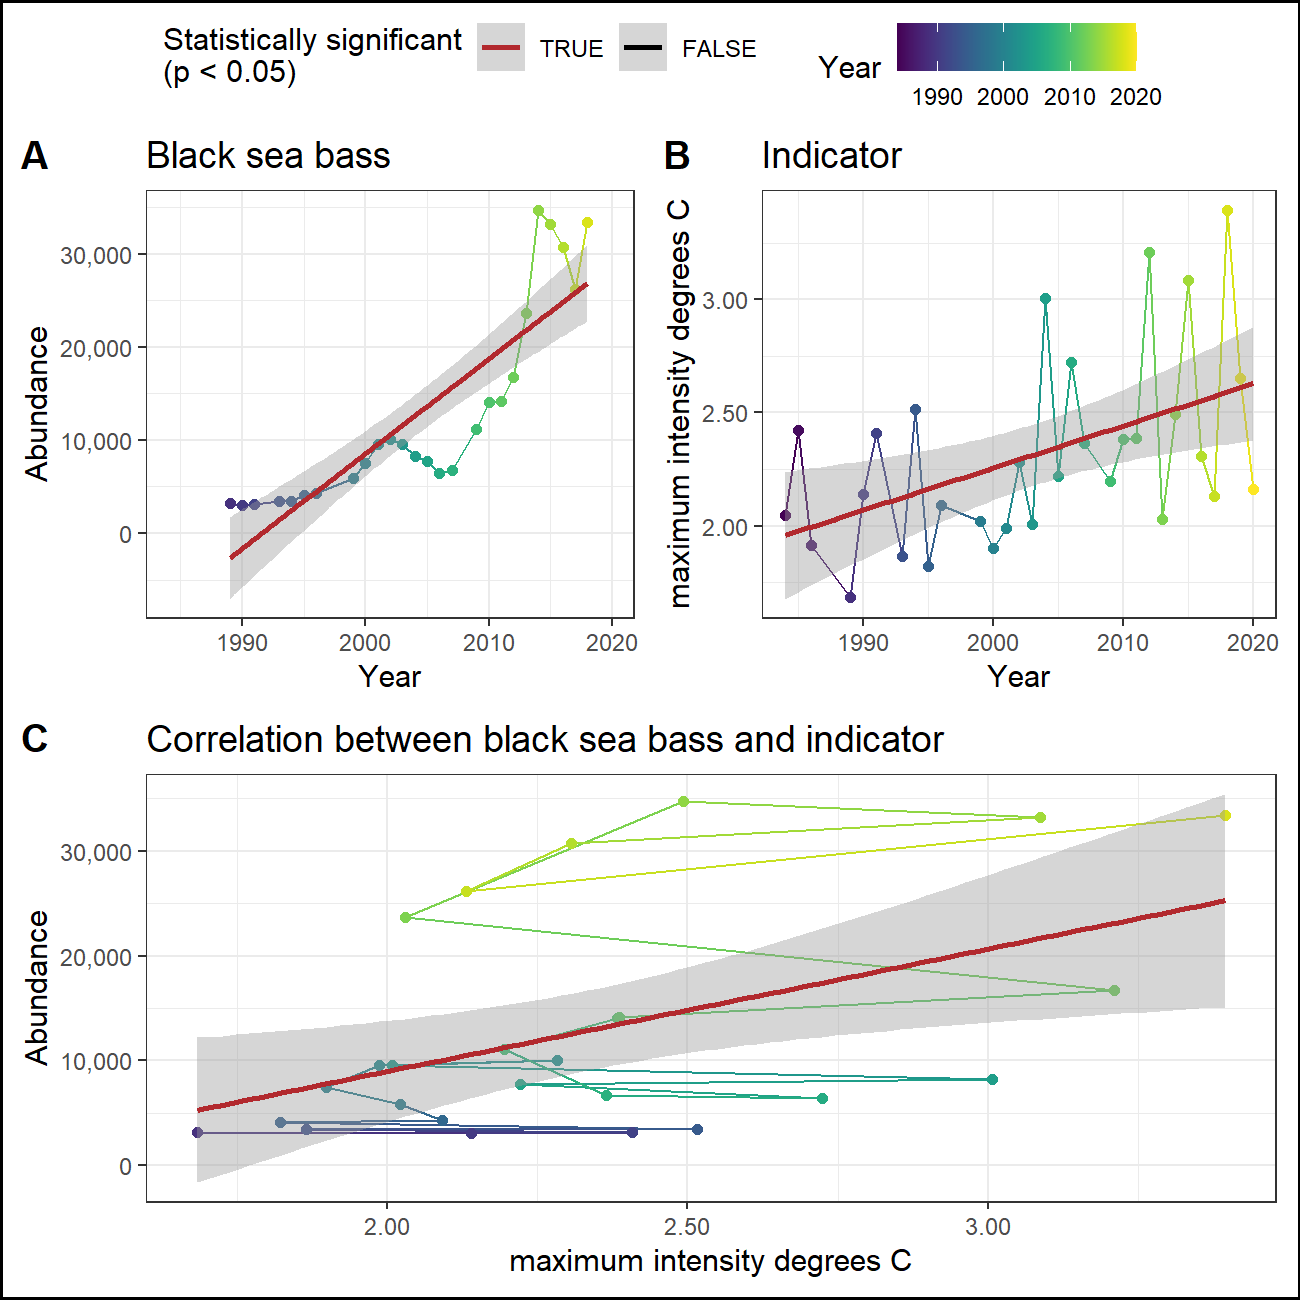 Statistically significant
(p < 0.05)
TRUE
FALSE
Year
1990 2000 2010 2020
A
Black sea bass
Abundance
30,000
20,000
10,000
0
1990 2000 2010 2020
Year
B
Indicator
maximum intensity degrees C
3.00
2.50
2.00
1990 2000 2010 2020
Year
C
Correlation between black sea bass and indicator
Abundance
30,000
20,000
10,000
0
2.00 2.50 3.00
maximum intensity degrees C